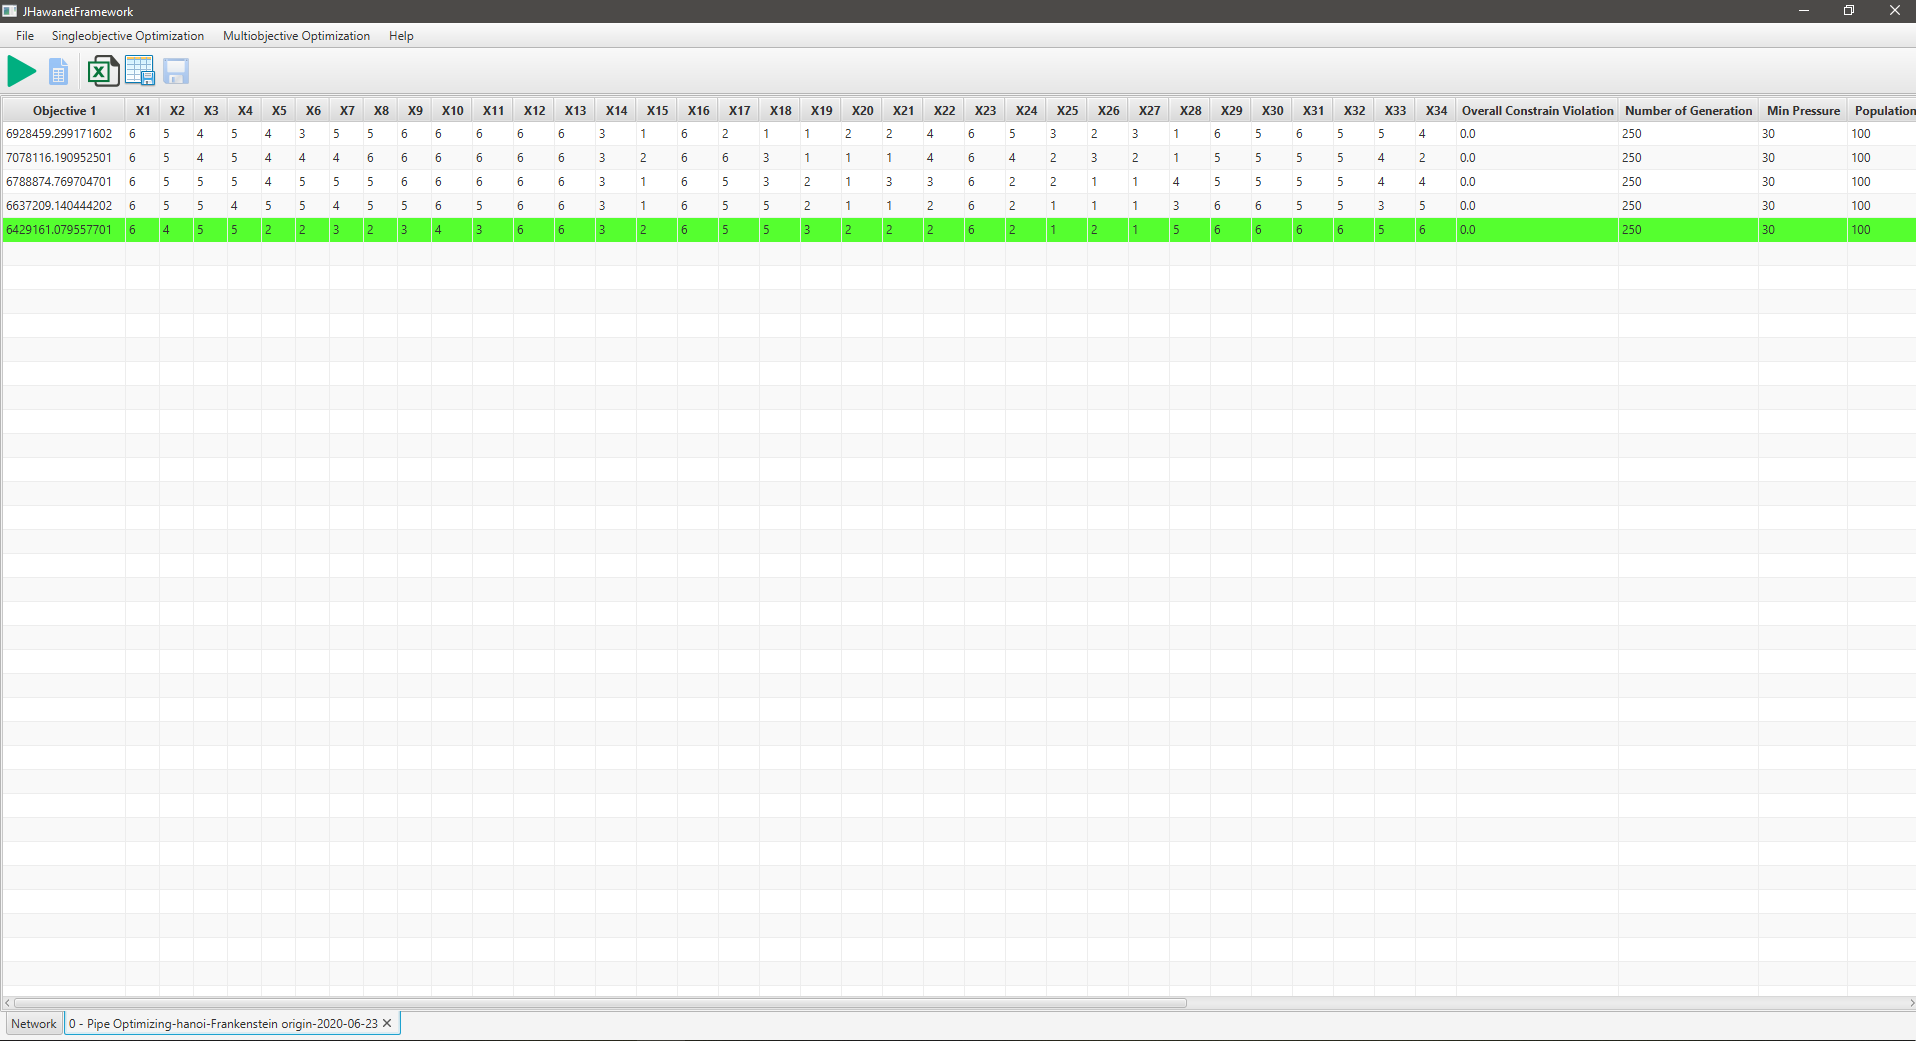 JHawanetFramework
File Singleobjective Optimization Multiobjective Optimization Help
Objective 1 X1 X2 X3 X4 X5 X6 X7 X8 X9 X10 X11 X12 X13 X14 X15 X16 X17 X18 X19 X20 X21 X22 X23 X24 X25 X26 X27 X28 X29 X30 X31 X32 X33 X34 Overall Constrain Violation Number of Generation Min Pressure Population
6928459.299171602 6 5 4 5 4 3 5 5 6 6 6 6 6 3 1 6 2 1 1 2 2 4 6 5 3 2 3 1 6 5 6 5 5 4 0.0 250 30 100
7078116.190952501 6 5 4 5 4 4 4 6 6 6 6 6 6 3 2 6 6 3 1 1 1 4 6 4 2 3 2 1 5 5 5 5 4 2 0.0 250 30 100
6788874.769704701 6 5 5 5 4 5 5 5 6 6 6 6 6 3 1 6 5 3 2 1 3 3 6 2 2 1 1 4 5 5 5 5 4 4 0.0 250 30 100
6637209.140444202 6 5 5 4 5 5 4 5 5 6 5 6 6 3 1 6 5 5 2 1 1 2 6 2 1 1 1 3 6 6 5 5 3 5 0.0 250 30 100
6429161.079557701 6 4 5 5 2 2 3 2 3 4 3 6 6 3 2 6 5 5 3 2 2 2 6 2 1 2 1 5 6 6 6 6 5 6 0.0 250 30 100
Network 0 - Pipe Optimizing-hanoi-Frankenstein origin-2020-06-23